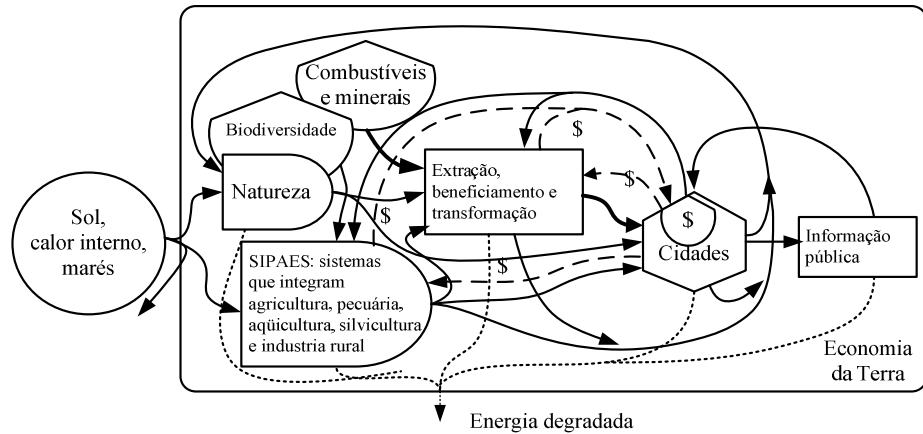 Combustíveis
e minerais
Biodiversidade
Natureza
Sol,
calor interno,
marés
SIPAES: sistemas
que integram
agricultura, pecuária,
aqüicultura, silvicultura
e industria rural
Extração,
beneficiamento e
transformação
$
$
$
$
$
Cidades
Informação
pública
Economia
da Terra
Energia degradada